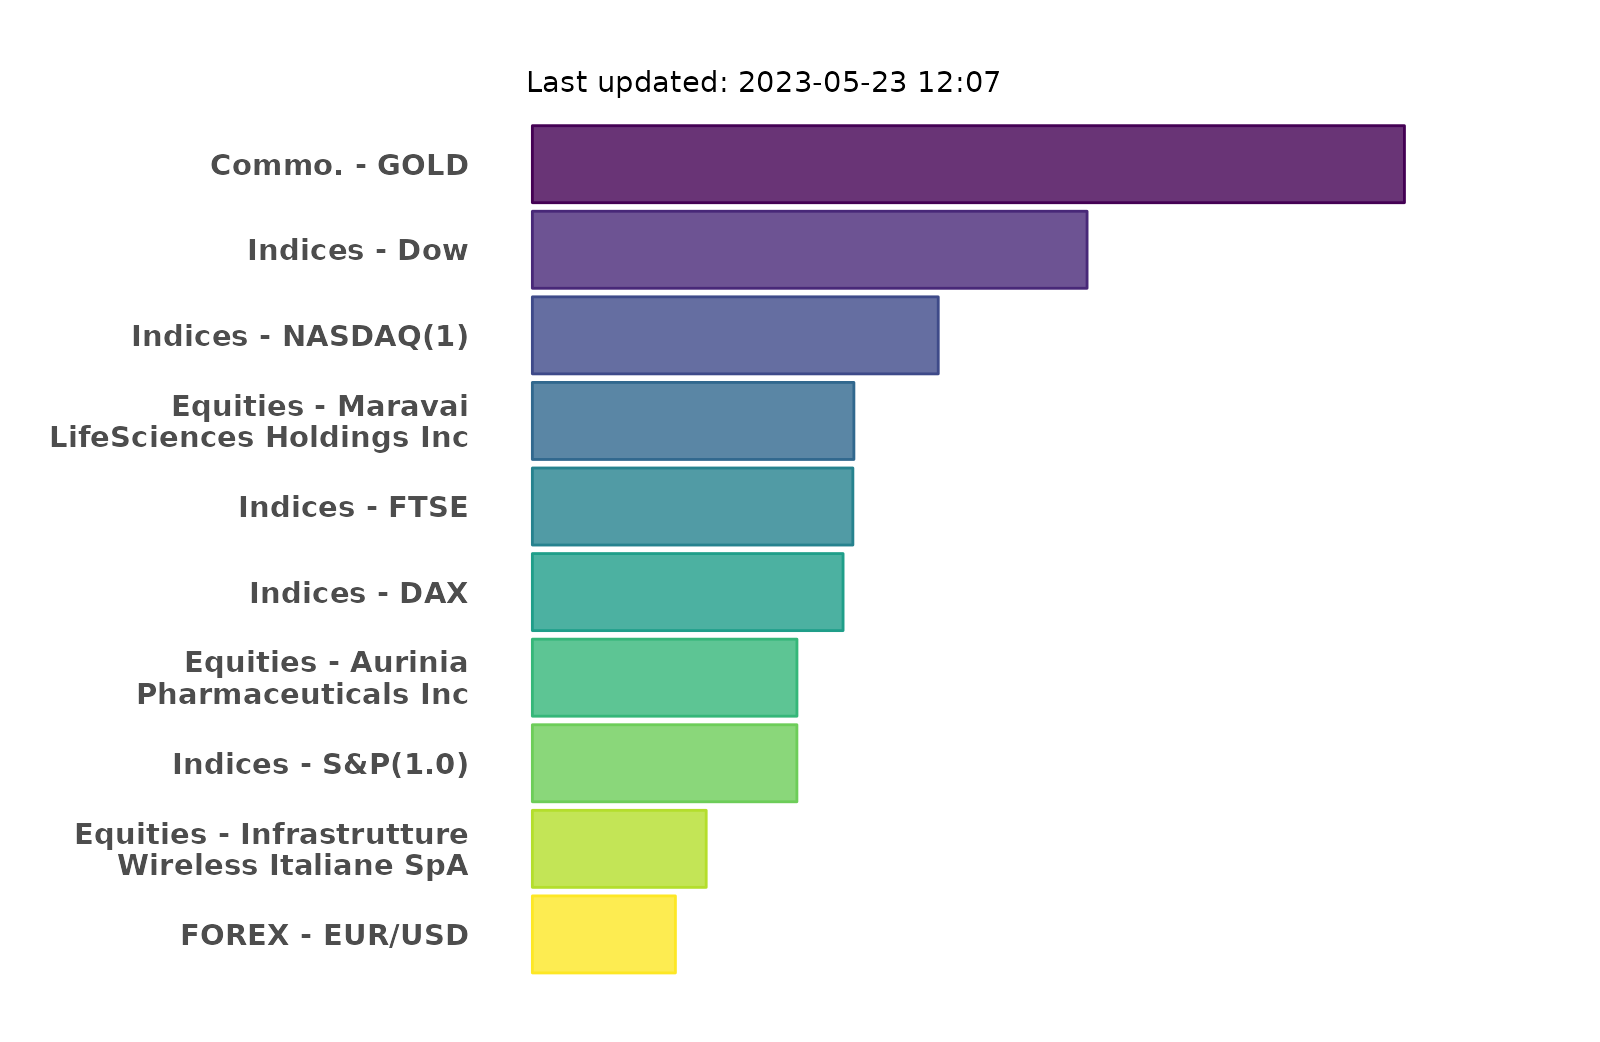 Last updated: 2023-05-23 12:07
Commo. - GOLD
Indices - Dow
Indices - NASDAQ(1)
Equities - Maravai
LifeSciences Holdings Inc
Indices - FTSE
Indices - DAX
Equities - Aurinia
Pharmaceuticals Inc
Indices - S&P(1.0)
Equities - Infrastrutture
Wireless Italiane SpA
FOREX - EUR/USD